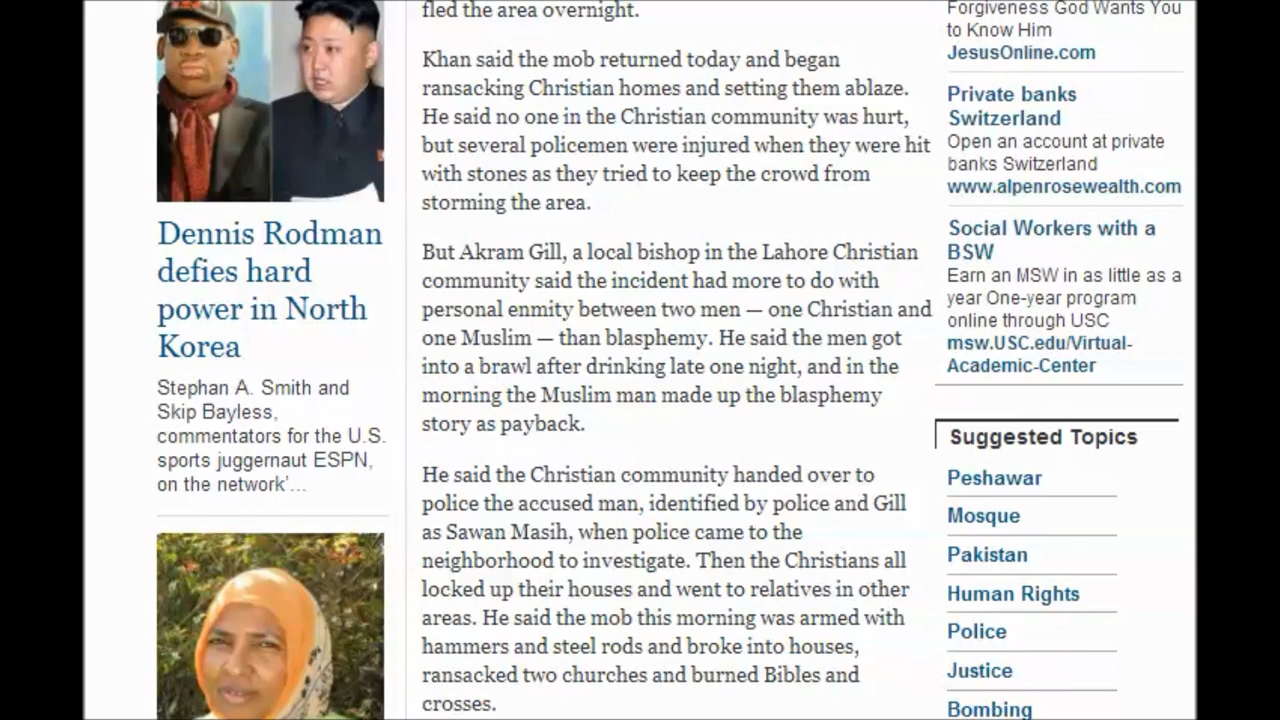 Dennis Rodman
defies hard
power in North
Korea
Stephan A. Smith and
Skip Bayless,
commentators for the U.S.
sports juggernaut ESPN,
on the network’...
fled the area overnight.
Khan said the mob returned today and began
ransacking Christian homes and setting them ablaze.
He said no one in the Christian community was hurt,
but several policemen were injured when they were hit
with stones as they tried to keep the crowd from
storming the area.
But Akram Gill, a local bishop in the Lahore Christian
community said the incident had more to do with
personal enmity between two men — one Christian and
one Muslim — than blasphemy. He said the men got
into a brawl after drinking late one night, and in the
morning the Muslim man made up the blasphemy
story as payback.
He said the Christian community handed over to
police the accused man, identified by police and Gill
as Sawan Masih, when police came to the
neighborhood to investigate. Then the Christians all
locked up their houses and went to relatives in other
areas. He said the mob this morning was armed with
hammers and steel rods and broke into houses,
ransacked two churches and burned Bibles and
crosses.
Forgiveness God Wants You
to Know Him
JesusOnline.com
Private banks
Switzerland
Open an account at private
banks Switzerland
www.alpenrosewealth.com
Social Workers with a
BSW
Earn an MSW in as little as a
year One-year program
online through USC
msw.USC.edu/Virtual-
Academic-Center
Suggested Topics
Peshawar
Mosque
Pakistan
Human Rights
Police
Justice
Bombing